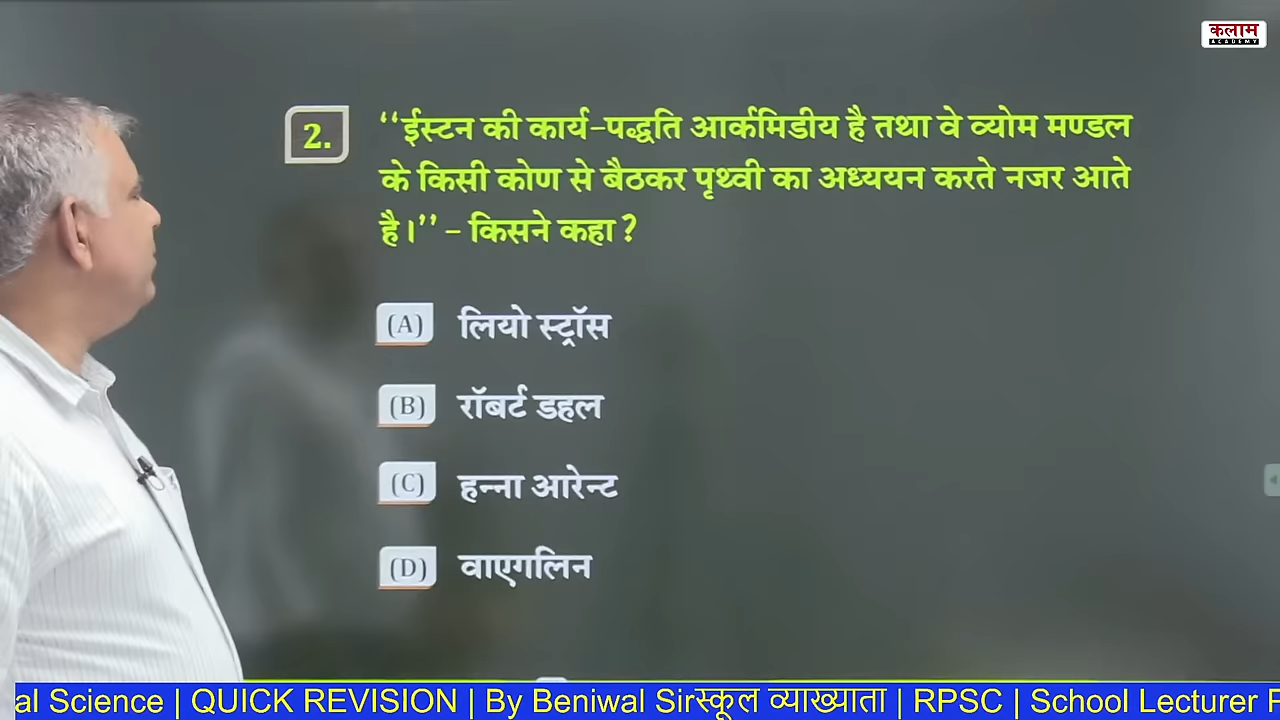 कलाम
ACADEMY
2.
‘‘ईस्टन की कार्य-पद्धति आर्कमिडीय है तथा वे व्योम मण्डल
के किसी कोण से बैठकर पृथ्वी का अध्ययन करते नजर आते
है।’’ - किसने कहा ?
(A) लियो स्ट्रॉस
(B) रॉबर्ट डहल
(C) हन्ना आरेन्ट
(D) वाएगलिन
al Science | QUICK REVISION | By Beniwal Sirस्कूल व्याख्याता | RPSC | School Lecturer